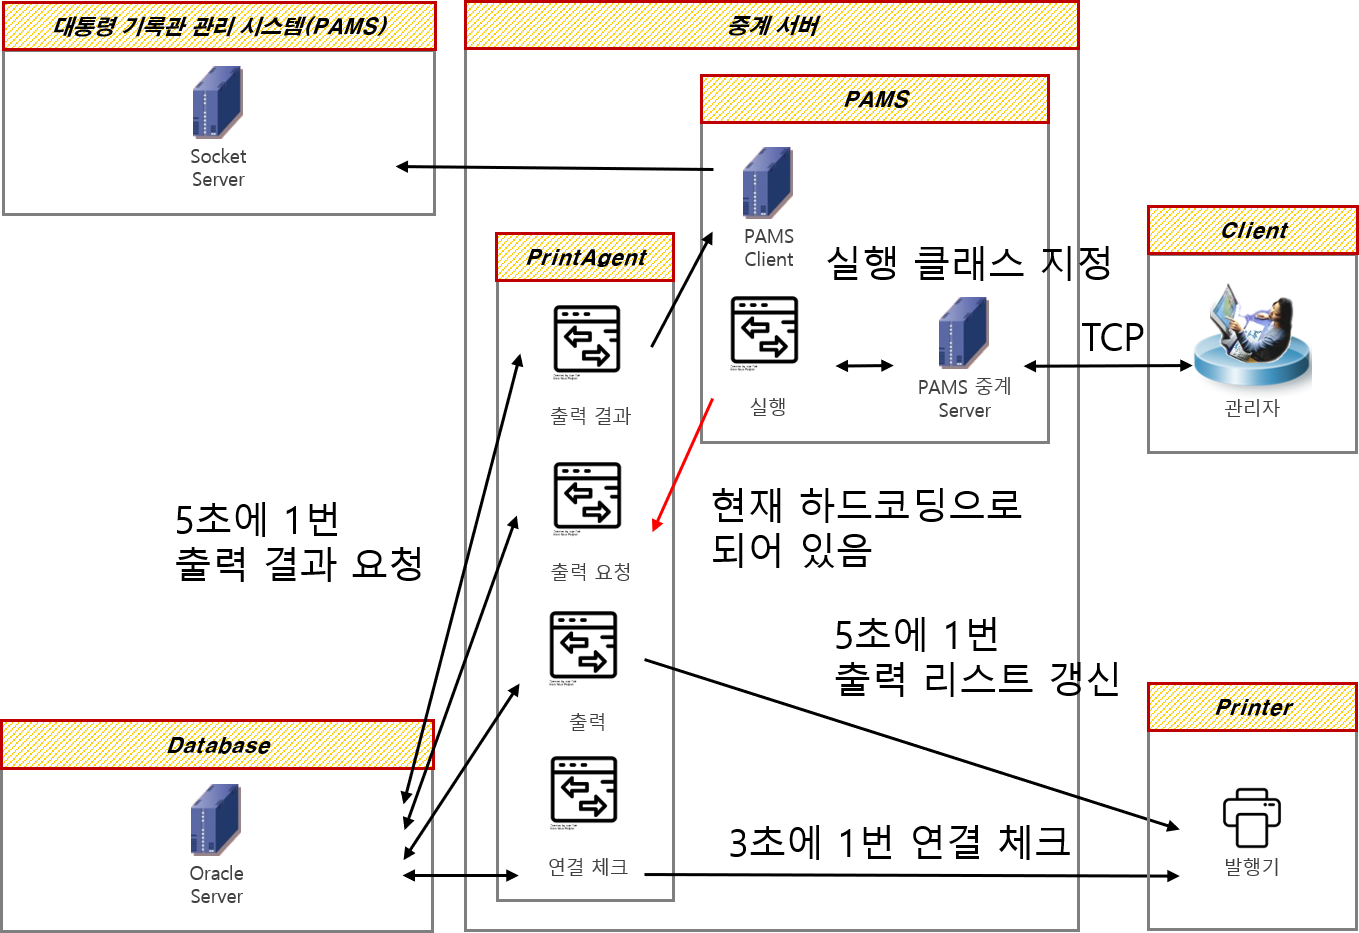 대통령 기록관 관리 시스템(PAMS)
Socket
Server
중계 서버
PAMS
PAMS
Client
실행 클래스 지정
실행
PAMS 중계
Server
TCP
Client
관리자
PrintAgent
출력 결과
출력 요청
출력
연결 체크
현재 하드코딩으로
되어 있음
5초에 1번
출력 결과 요청
5초에 1번
출력 리스트 갱신
3초에 1번 연결 체크
Database
Oracle
Server
Printer
발행기